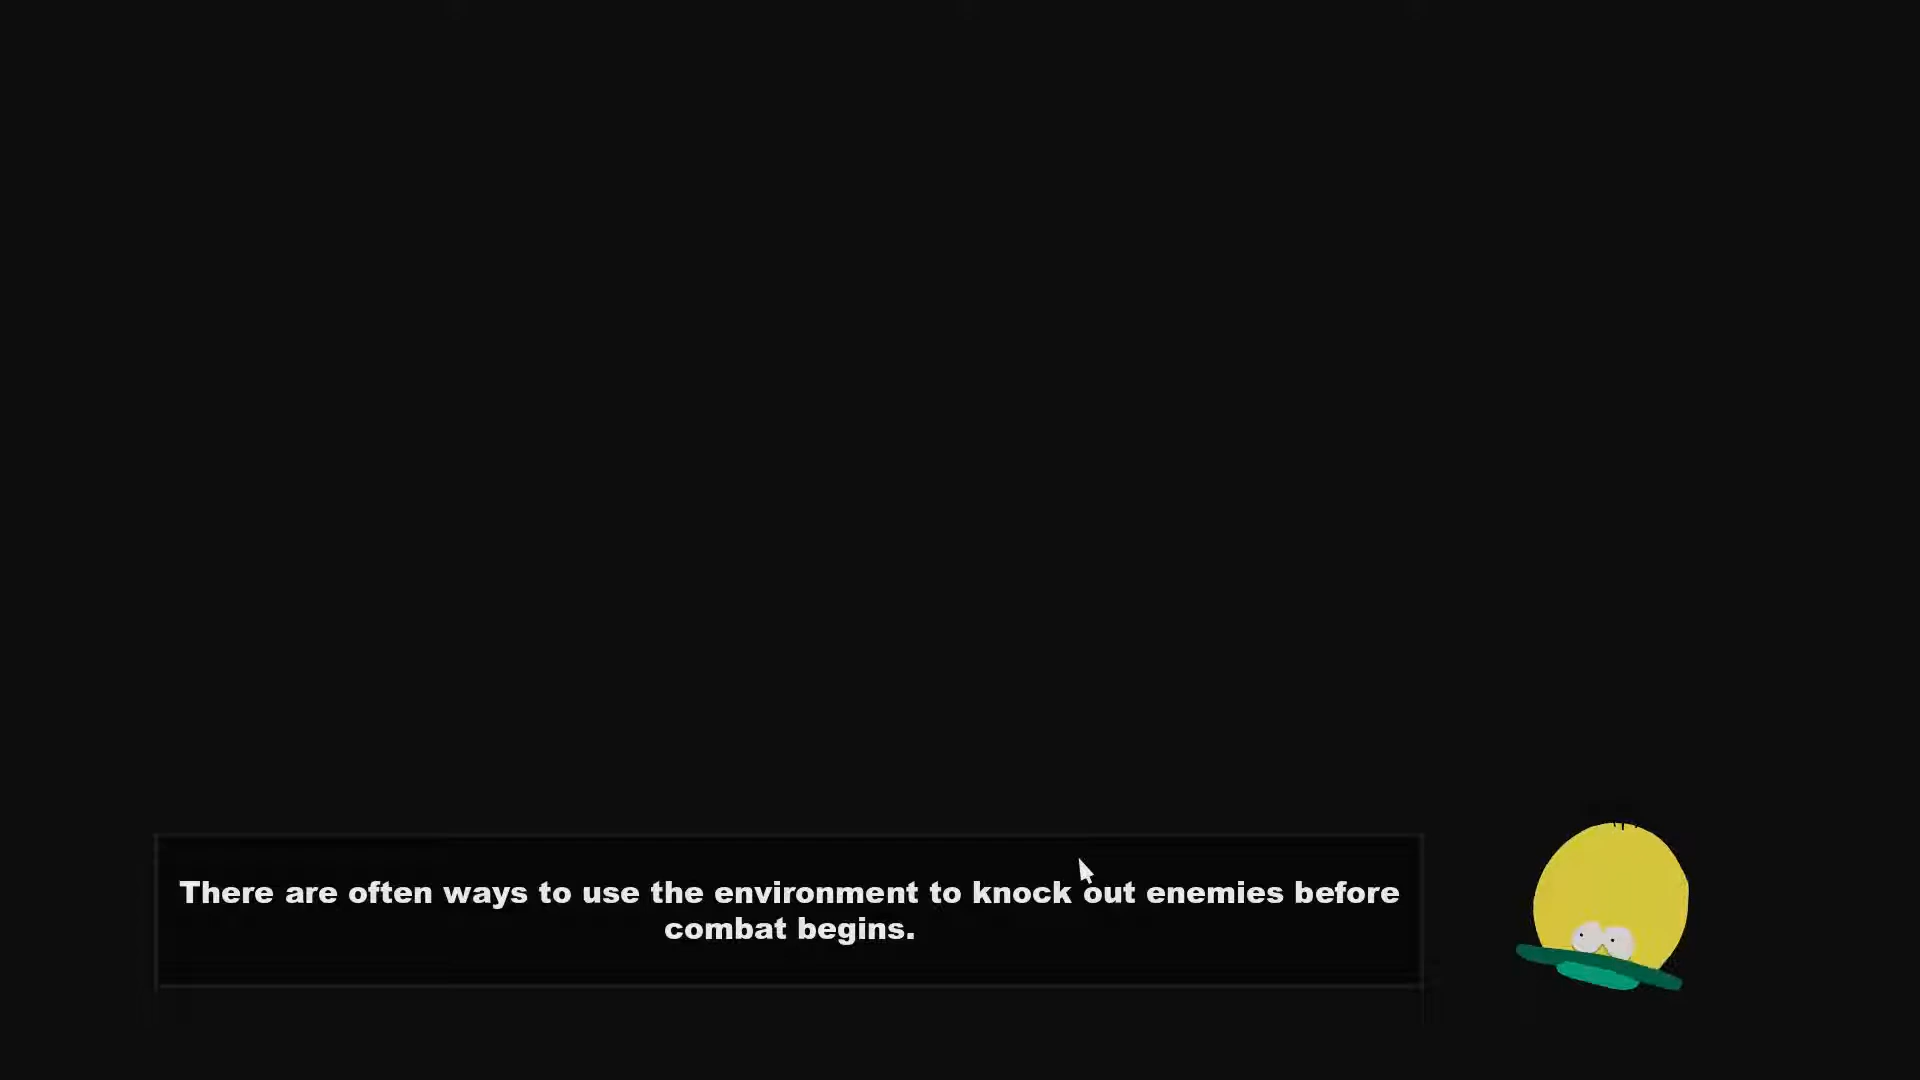 There are often ways to use the environment to knock out enemies before
combat begins.